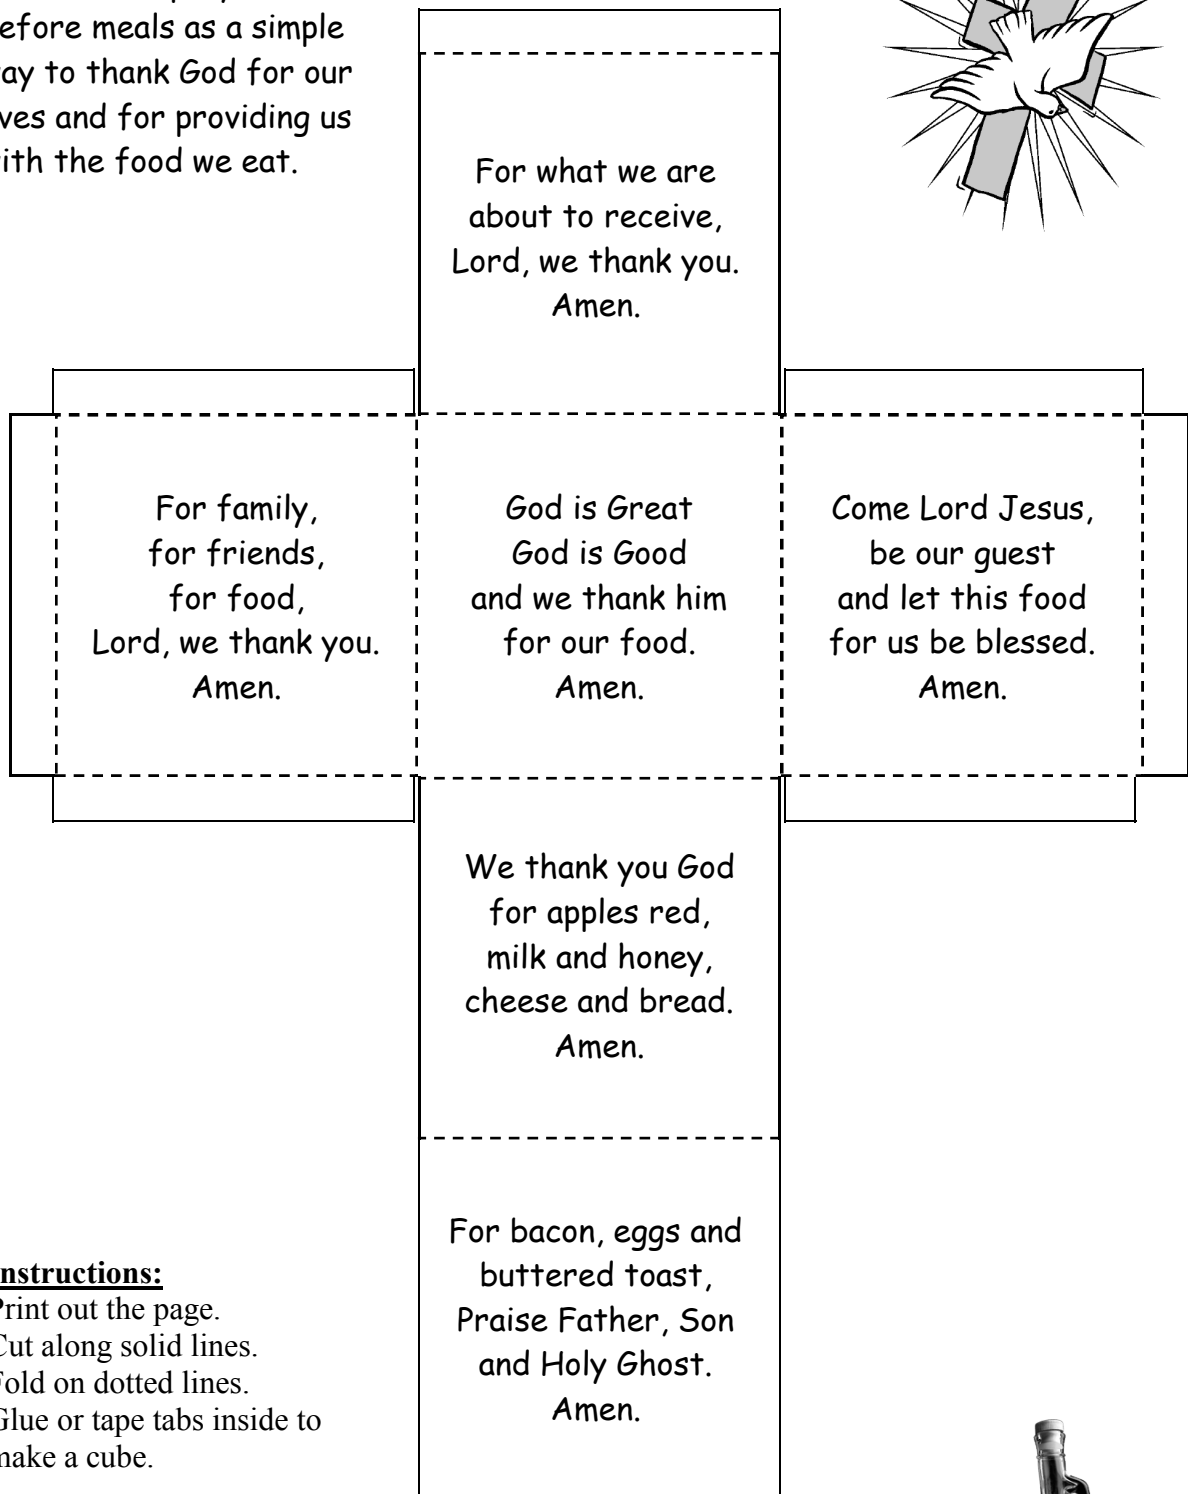 efore meals as a simple
ay to thank God for our
ves and for providing us
ith the food we eat.
For what we are
about to receive,
Lord, we thank you.
Amen.
For family,
for friends,
for food,
Lord, we thank you.
Amen.
God is Great
God is Good
and we thank him
for our food.
Amen.
Come Lord Jesus,
be our guest
and let this food
for us be blessed.
Amen.
We thank you God
for apples red,
milk and honey,
cheese and bread.
Amen.
For bacon, eggs and
buttered toast,
Praise Father, Son
and Holy Ghost.
Amen.
nstructions:
Print out the page.
Cut along solid lines.
Fold on dotted lines.
Glue or tape tabs inside to
make a cube.